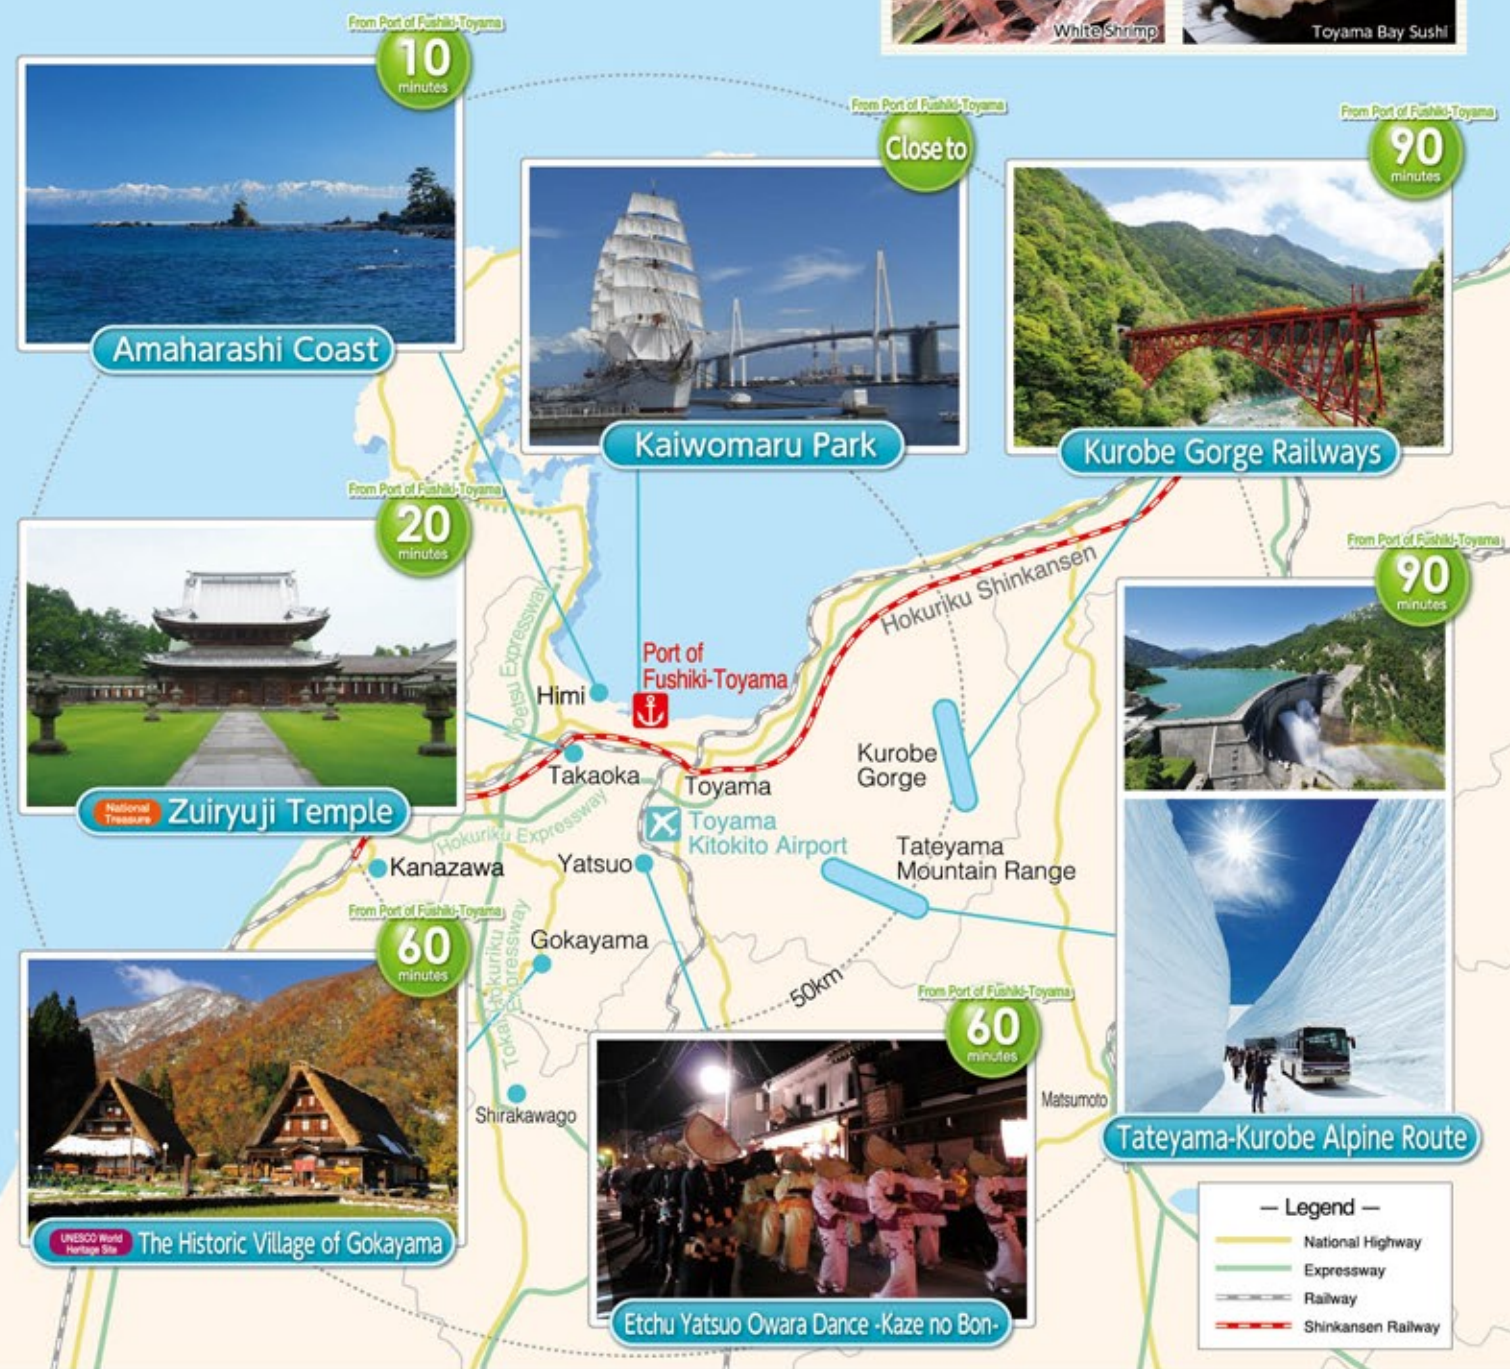 White Shrimp
Toyama Bay Sushi
From Port of Fushiki-Toyama
10
minutes
Amaharashi Coast
From Port of Fushiki-Toyama
Close to
Kaiwomaru Park
From Port of Fushiki-Toyama
90
minutes
Kurobe Gorge Railways
From Port of Fushiki-Toyama
20
minutes
National
Treasure
Zuiryuji Temple
From Port of Fushiki-Toyama
90
minutes
Tateyama-Kurobe Alpine Route
Hokuriku Shinkansen
Noetsu Expressway
Port of
Fushiki-Toyama
Himi
Takaoka
Toyama
Kurobe
Gorge
Hokuriku Expressway
Toyama
Kitokito Airport
Tateyama
Mountain Range
Kanazawa
Yatsuo
Gokayama
Tokai-Hokuriku
Expressway
50km
Shirakawago
Matsumoto
From Port of Fushiki-Toyama
60
minutes
UNESCO World
Heritage Site
The Historic Village of Gokayama
From Port of Fushiki-Toyama
60
minutes
Etchu Yatsuo Owara Dance -Kaze no Bon-
— Legend —
National Highway
Expressway
Railway
Shinkansen Railway